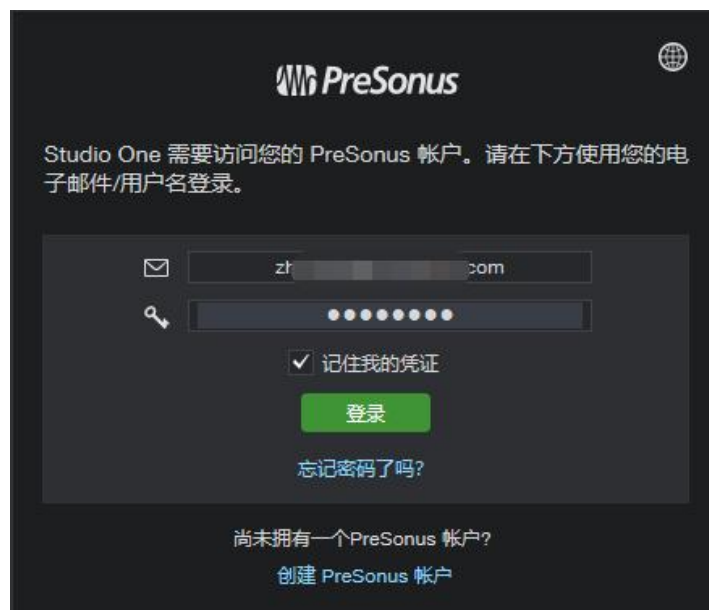 PreSonus
Studio One 需要访问您的 PreSonus 帐户。请在下方使用您的电
子邮件/用户名登录。
zh com
记住我的凭证
登录
忘记密码了吗?
尚未拥有一个PreSonus 帐户?
创建 PreSonus 帐户